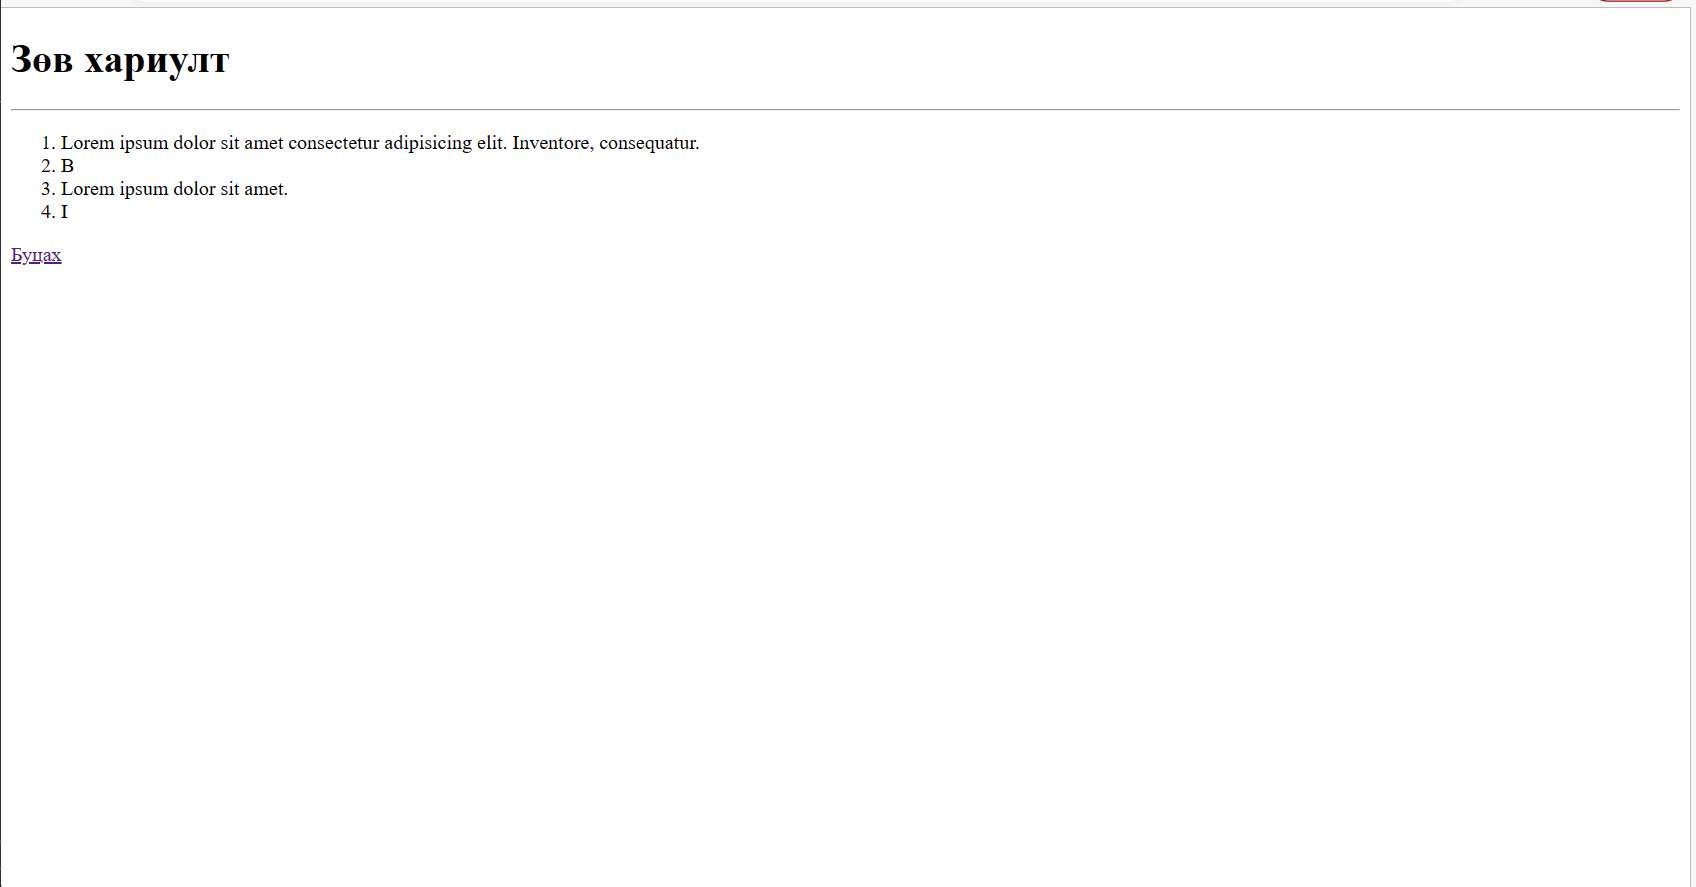 Зөв хариулт
1. Lorem ipsum dolor sit amet consectetur adipisicing elit. Inventore, consequatur.
2. B
3. Lorem ipsum dolor sit amet.
4. I
Буцах